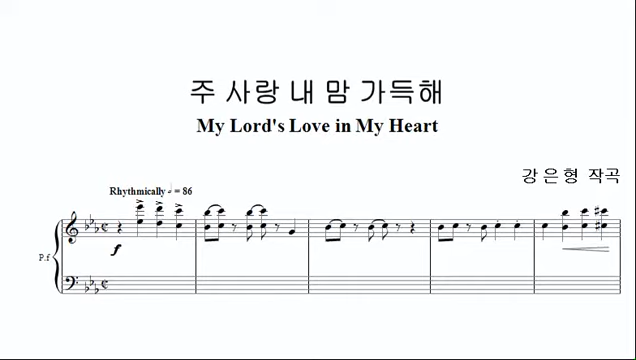 주 사랑 내 맘 가득해
My Lord's Love in My Heart
강은형 작곡
Rhythmically 𝅗𝅥 = 86
f
P.f